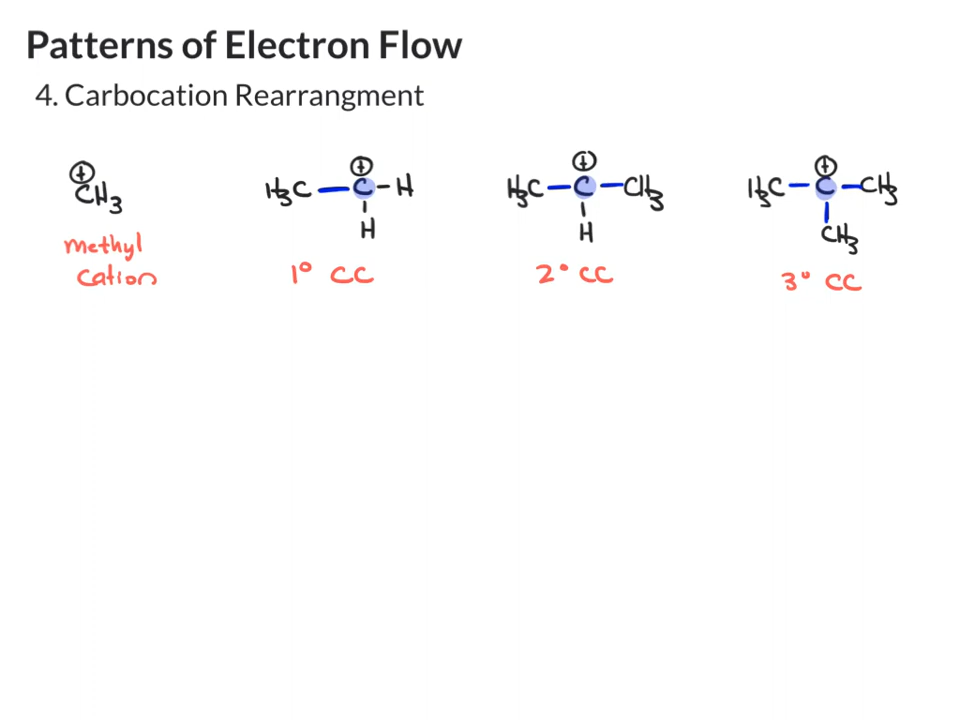 Patterns of Electron Flow
4. Carbocation Rearrangment
⊕ ⊕ ⊕ ⊕
CH3 H3C-C-H H3C-C-CH3 H3C-C-CH3
H H CH3
methyl
cation 1° CC 2° CC 3° CC